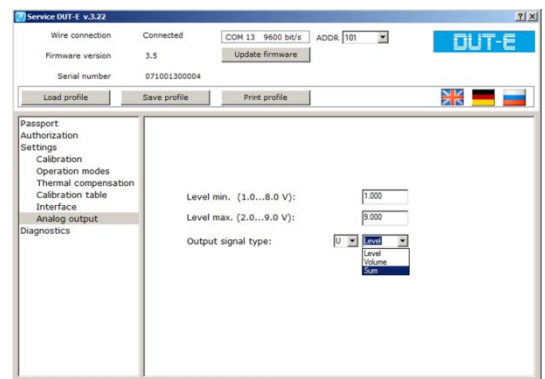 Service DUT-E v.3.22
Wire connection Connected COM 13 9600 bit/s ADDR 101
DUT-E
Firmware version 3.5 Update firmware
Serial number 071001300004
Load profile Save profile Print profile
Passport
Authorization
Settings
Calibration
Operation modes
Thermal compensation
Calibration table
Interface
Analog output
Diagnostics
Level min. (1.0...8.0 V): 1.000
Level max. (2.0...9.0 V): 9.000
Output signal type: U Level
Level
Volume
Sum